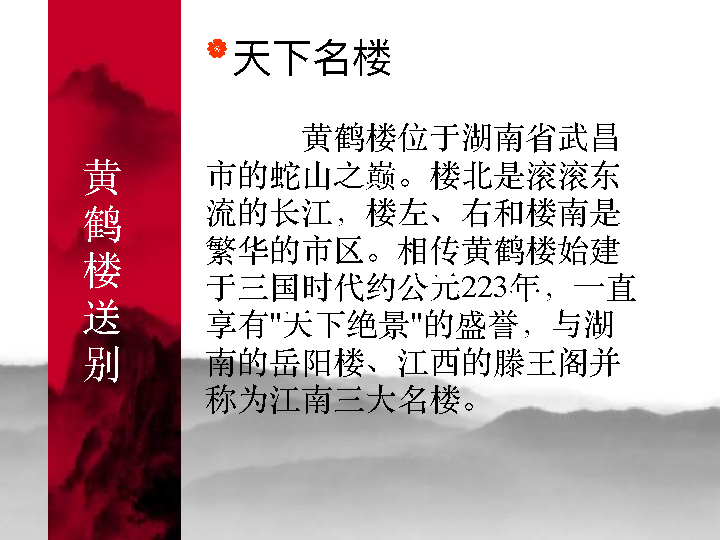 天下名楼
黄鹤楼送别
黄鹤楼位于湖南省武昌
市的蛇山之巅。楼北是滚滚东
流的长江，楼左、右和楼南是
繁华的市区。相传黄鹤楼始建
于三国时代约公元223年，一直
享有"天下绝景"的盛誉，与湖
南的岳阳楼、江西的滕王阁并
称为江南三大名楼。